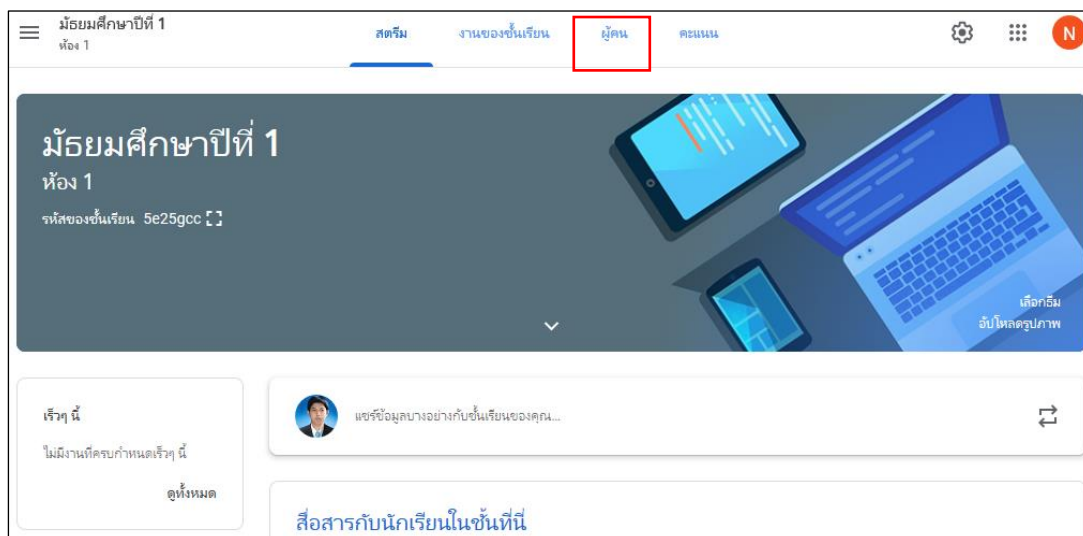 มัธยมศึกษาปีที่ 1
ห้อง 1
สตรีม
งานของชั้นเรียน
ผู้คน
คะแนน
N
มัธยมศึกษาปีที่ 1
ห้อง 1
รหัสของชั้นเรียน 5e25gcc
เลือกธีม
อัปโหลดรูปภาพ
เร็วๆ นี้
ไม่มีงานที่ครบกำหนดเร็วๆ นี้
ดูทั้งหมด
แชร์ข้อมูลบางอย่างกับชั้นเรียนของคุณ...
สื่อสารกับนักเรียนในชั้นที่นี่